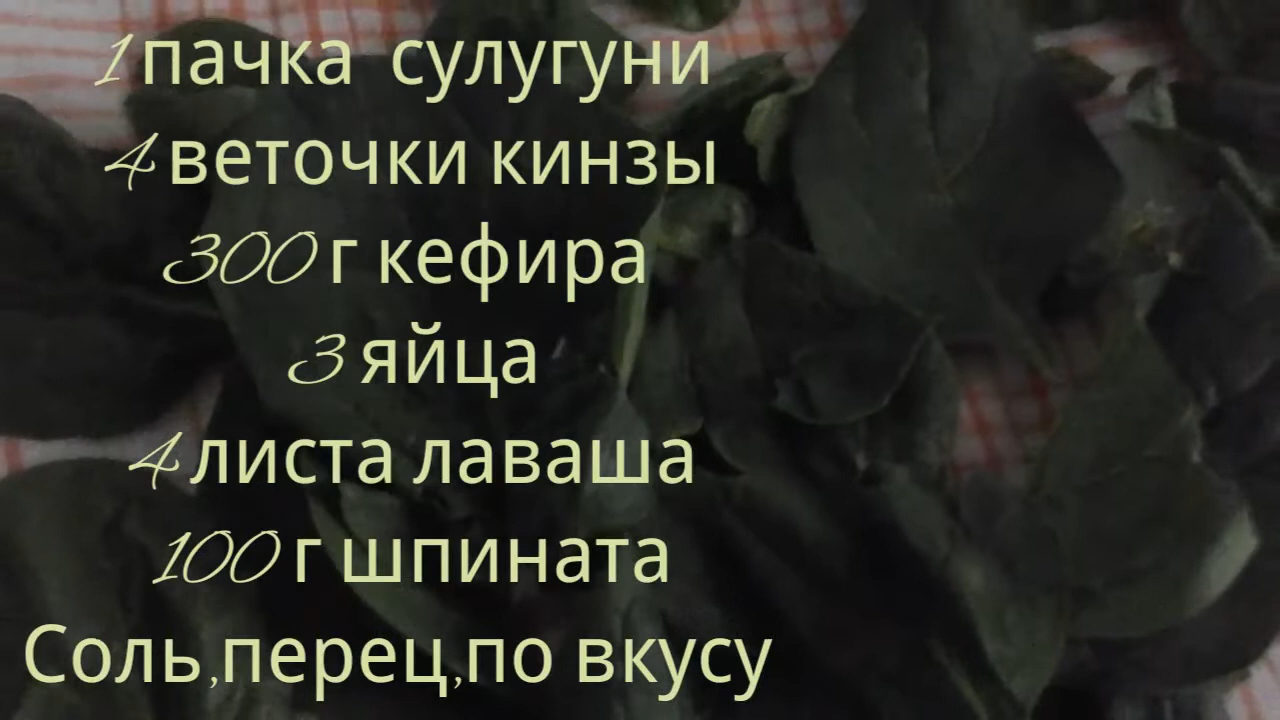 1 пачка сулугуни
4 веточки кинзы
300 г кефира
3 яйца
4 листа лаваша
100 г шпината
Соль,перец,по вкусу